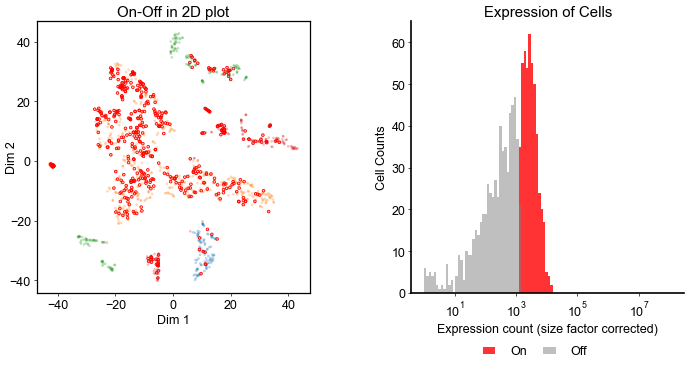 On-Off in 2D plot
Dim 2
40
20
0
−20
−40
−40 −20 0 20 40
Dim 1
Expression of Cells
Cell Counts
60
50
40
30
20
10
0
10^1 10^3 10^5 10^7
Expression count (size factor corrected)
On Off